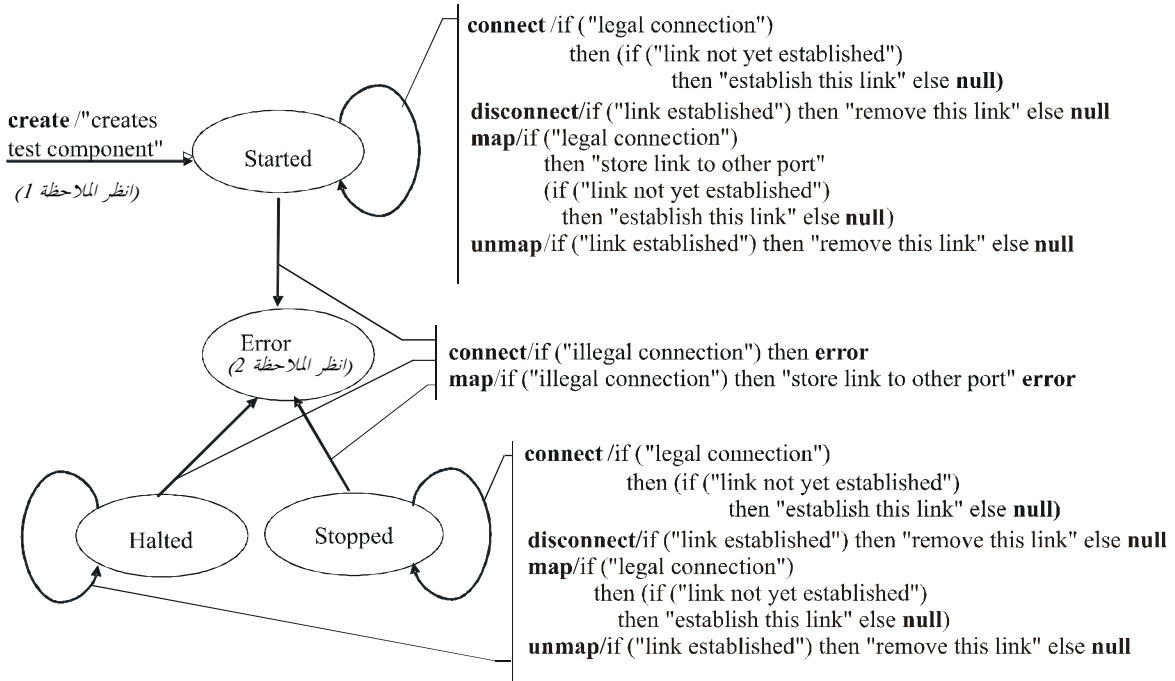 connect /if ("legal connection")
then (if ("link not yet established")
then "establish this link" else null)
disconnect/if ("link established") then "remove this link" else null
map/if ("legal connection")
then "store link to other port"
(if ("link not yet established")
then "establish this link" else null)
unmap/if ("link established") then "remove this link" else null
create /"creates
test component"
(انظر الملاحظة 1)
Started
Error
(انظر الملاحظة 2)
connect/if ("illegal connection") then error
map/if ("illegal connection") then "store link to other port" error
Halted
Stopped
connect /if ("legal connection")
then (if ("link not yet established")
then "establish this link" else null)
disconnect/if ("link established") then "remove this link" else null
map/if ("legal connection")
then (if ("link not yet established")
then "establish this link" else null)
unmap/if ("link established") then "remove this link" else null